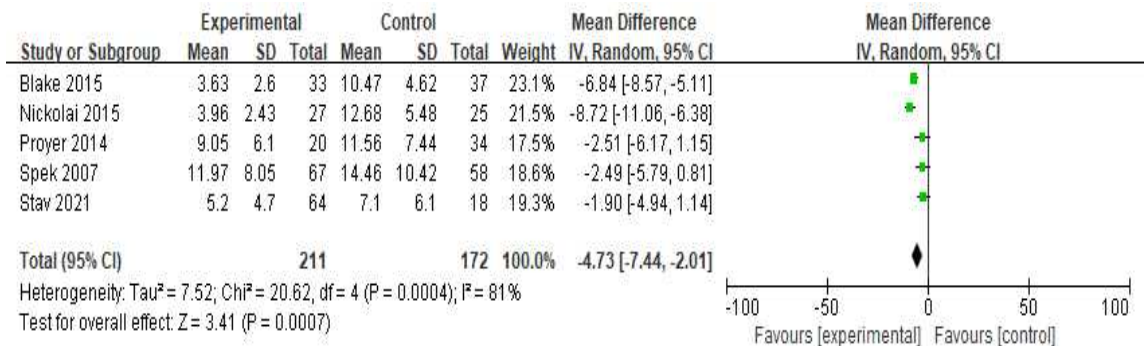 Experimental Control Mean Difference Mean Difference
Study or Subgroup Mean SD Total Mean SD Total Weight IV, Random, 95% CI IV, Random, 95% CI
Blake 2015 3.63 2.6 33 10.47 4.62 37 23.1% -6.84 [-8.57, -5.11]
Nickolai 2015 3.96 2.43 27 12.68 5.48 25 21.5% -8.72 [-11.06, -6.38]
Proyer 2014 9.05 6.1 20 11.56 7.44 34 17.5% -2.51 [-6.17, 1.15]
Spek 2007 11.97 8.05 67 14.46 10.42 58 18.6% -2.49 [-5.79, 0.81]
Stav 2021 5.2 4.7 64 7.1 6.1 18 19.3% -1.90 [-4.94, 1.14]
Total (95% CI) 211 172 100.0% -4.73 [-7.44, -2.01]
Heterogeneity: Tau² = 7.52; Chi² = 20.62, df = 4 (P = 0.0004); I² = 81%
Test for overall effect: Z = 3.41 (P = 0.0007)
-100 -50 0 50 100
Favours [experimental] Favours [control]